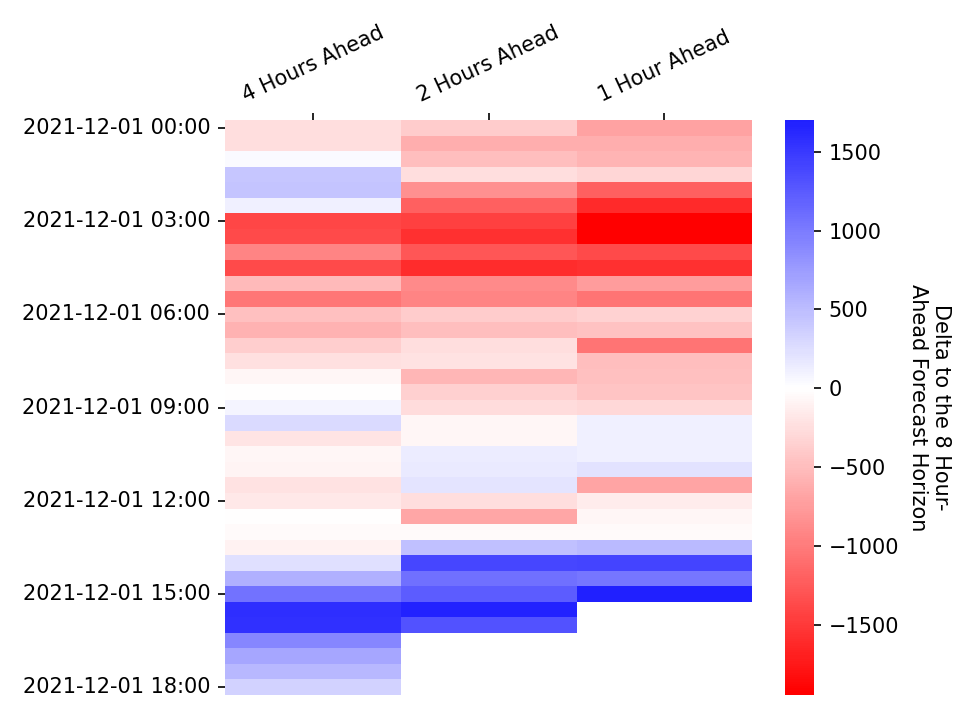 4 Hours Ahead
2 Hours Ahead
1 Hour Ahead
2021-12-01 00:00
2021-12-01 03:00
2021-12-01 06:00
2021-12-01 09:00
2021-12-01 12:00
2021-12-01 15:00
2021-12-01 18:00
1500
1000
500
0
−500
−1000
−1500
Delta to the 8 Hour-
Ahead Forecast Horizon